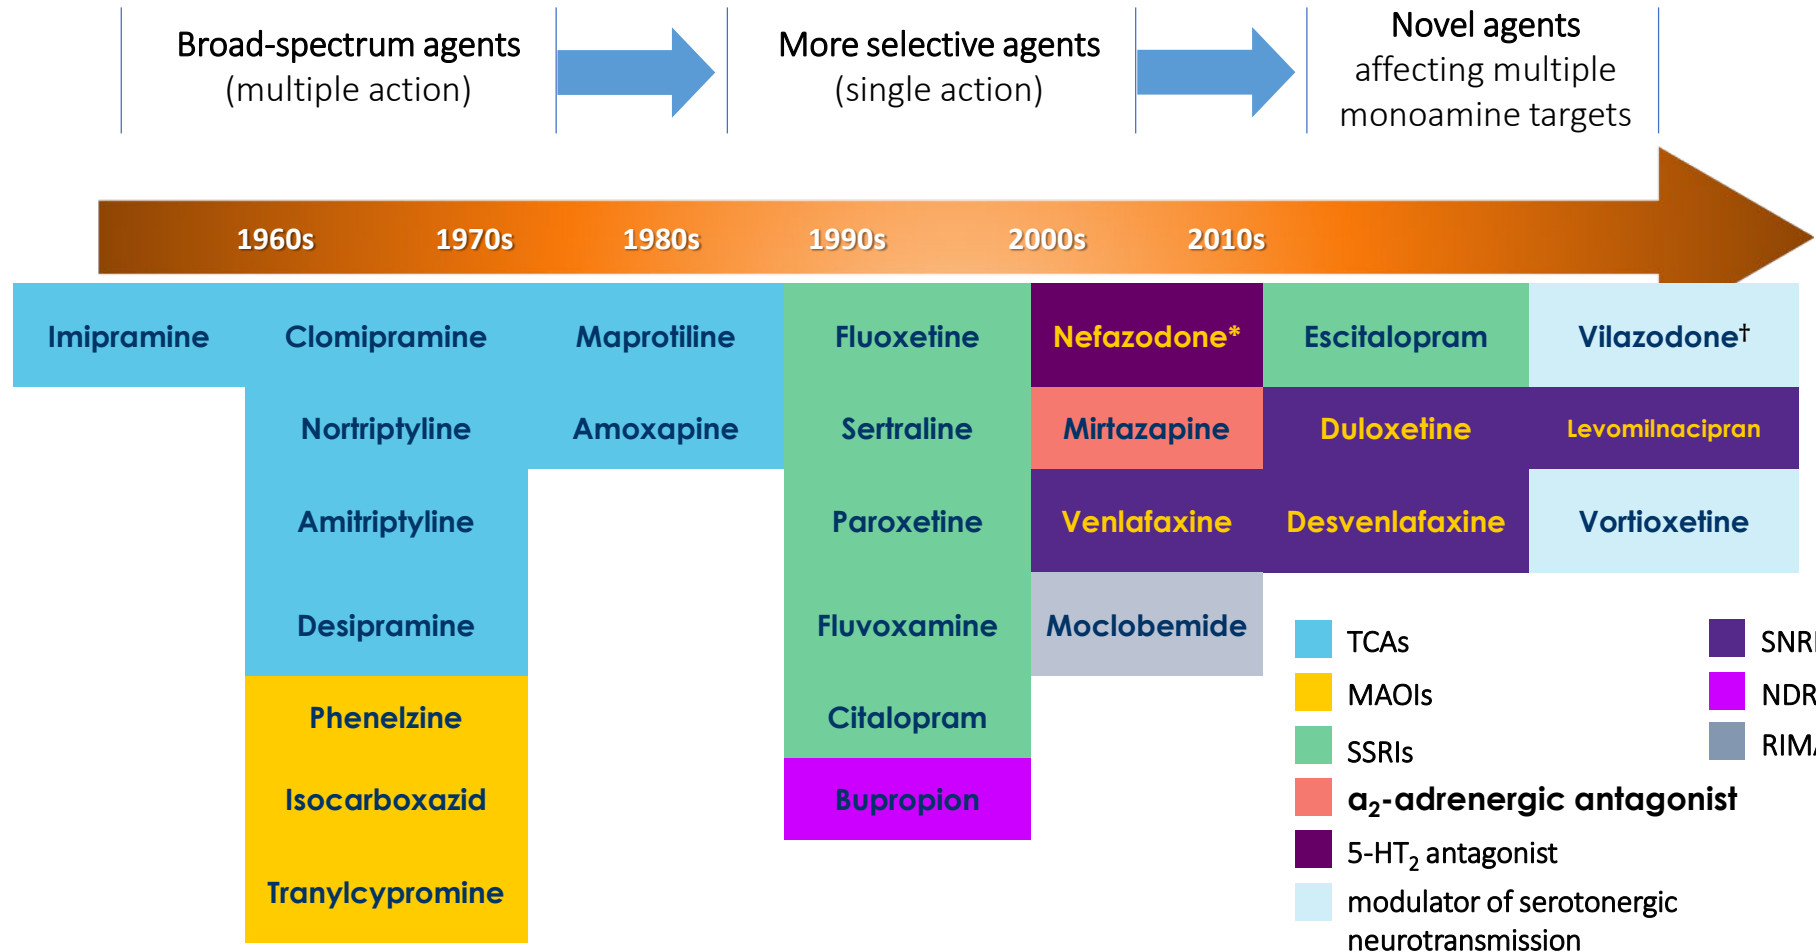 Broad-spectrum agents
(multiple action)
More selective agents
(single action)
Novel agents
affecting multiple
monoamine targets
1960s 1970s 1980s 1990s 2000s 2010s
Imipramine Clomipramine Maprotiline Fluoxetine Nefazodone* Escitalopram Vilazodone†
Nortriptyline Amoxapine Sertraline Mirtazapine Duloxetine Levomilnacipran
Amitriptyline Paroxetine Venlafaxine Desvenlafaxine Vortioxetine
Desipramine Fluvoxamine Moclobemide
Phenelzine Citalopram
Isocarboxazid Bupropion
Tranylcypromine
TCAs
MAOIs
SSRIs
α₂-adrenergic antagonist
5-HT₂ antagonist
modulator of serotonergic
neurotransmission